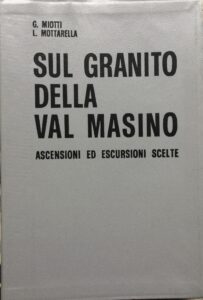 G. MIOTTI
L. MOTTARELLA
SUL GRANITO
DELLA
VAL MASINO
ASCENSIONI ED ESCURSIONI SCELTE